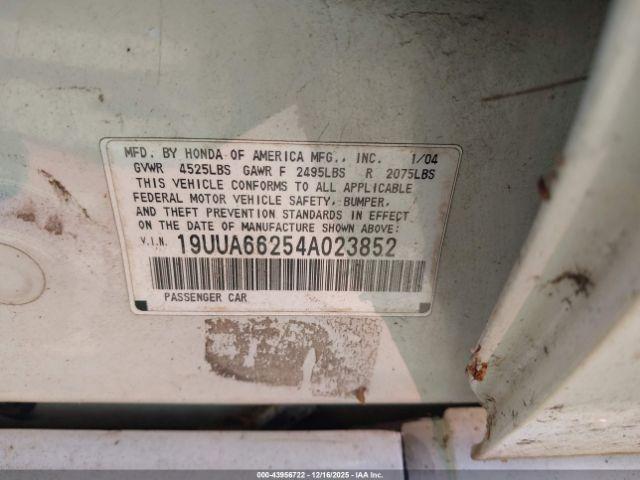 MFD. BY HONDA OF AMERICA MFG., INC. 1/04
GVWR 4525LBS GAWR F 2495LBS R 2075LBS
THIS VEHICLE CONFORMS TO ALL APPLICABLE
FEDERAL MOTOR VEHICLE SAFETY, BUMPER,
AND THEFT PREVENTION STANDARDS IN EFFECT
ON THE DATE OF MANUFACTURE SHOWN ABOVE:
V.I.N. 19UUA66254A023852
PASSENGER CAR
000-43956722 - 12/16/2025 - IAA Inc.